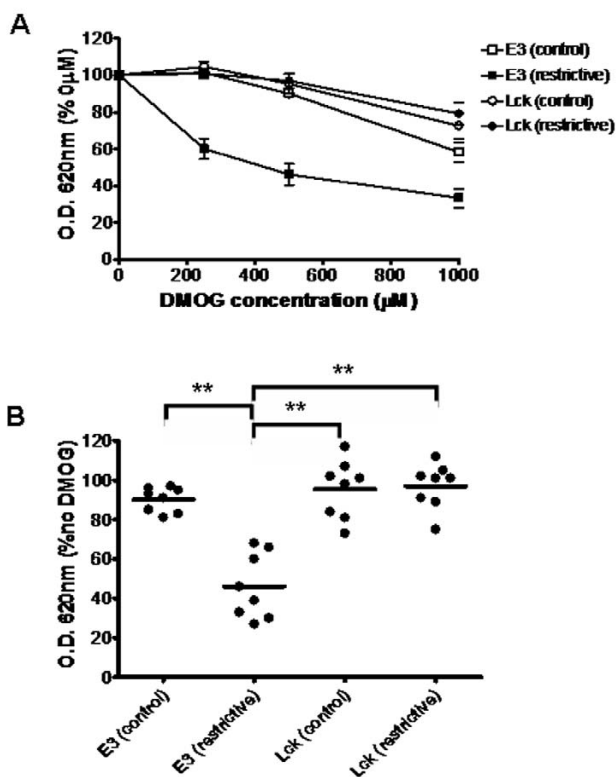 A
120
100
80
60
40
20
0
O.D. 620nm (% 0µM)
0 200 400 600 800 1000
DMOG concentration (µM)
E3 (control)
E3 (restrictive)
Lck (control)
Lck (restrictive)
B
**
**
**
120
100
80
60
40
20
0
O.D. 620nm (%no DMOG)
E3 (control)
E3 (restrictive)
Lck (control)
Lck (restrictive)